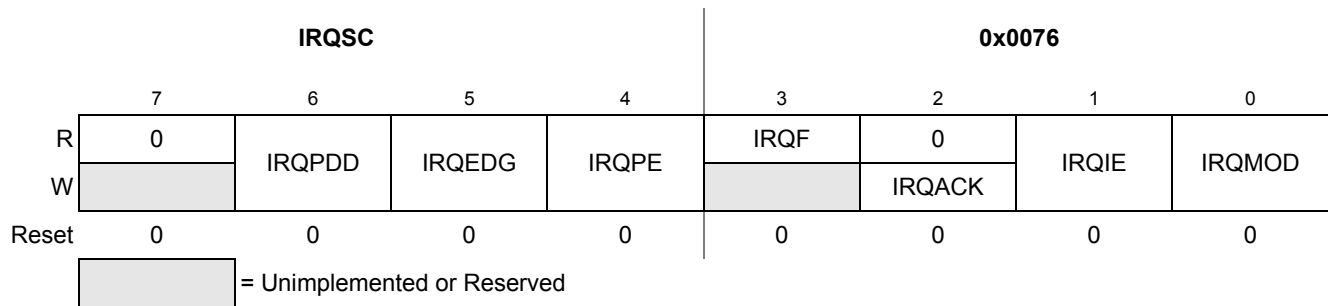 IRQSC 0x0076
7 6 5 4 3 2 1 0
R 0 IRQPDD IRQEDG IRQPE IRQF 0 IRQIE IRQMOD
W IRQACK
Reset 0 0 0 0 0 0 0 0
= Unimplemented or Reserved